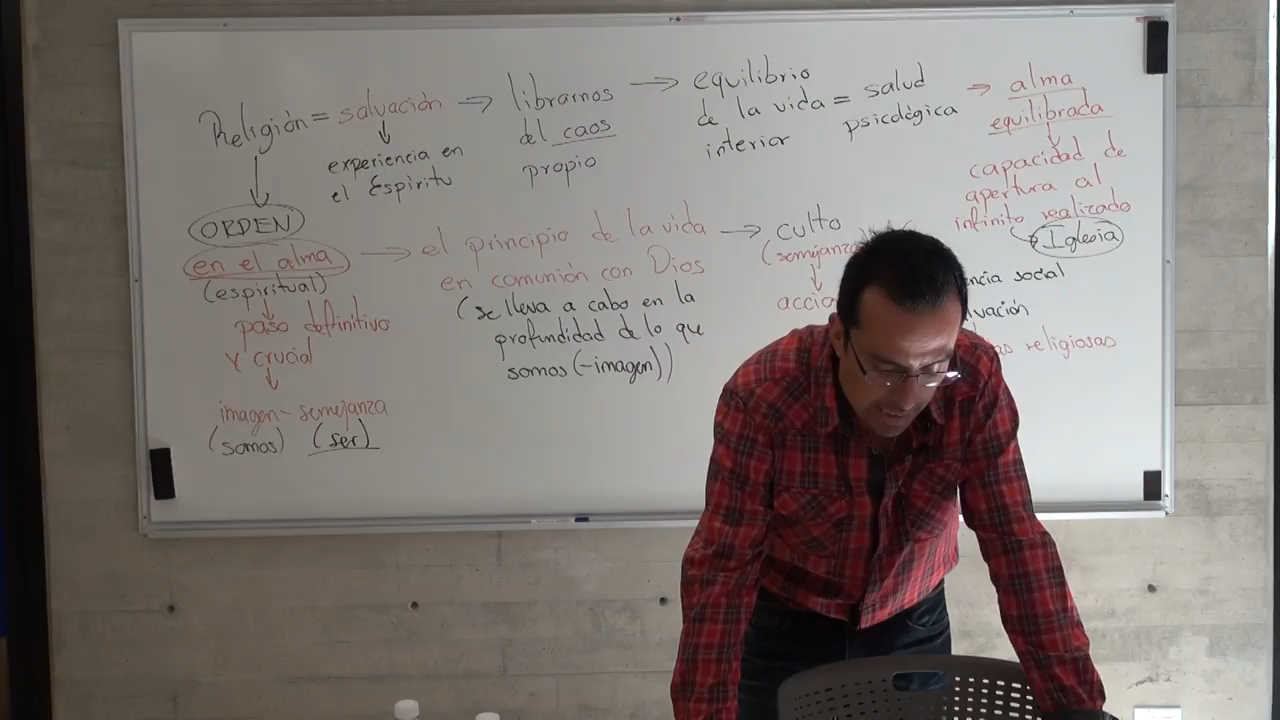 Religión = salvación → librarnos → equilibrio
del caos
propio
de la vida = salud
interior
psicológica
→ alma
equilibrada
experiencia en
el Espíritu
capacidad de
apertura al
infinito realizado
Iglesia
ORDEN
en el alma → el principio de la vida → culto
en comunión con Dios
(semejanza
(espiritual)
(se lleva a cabo en la
profundidad de lo que
somos (-imagen))
paso definitivo
y crucial
imagen - semejanza
(somos) (ser)
social
religiosas